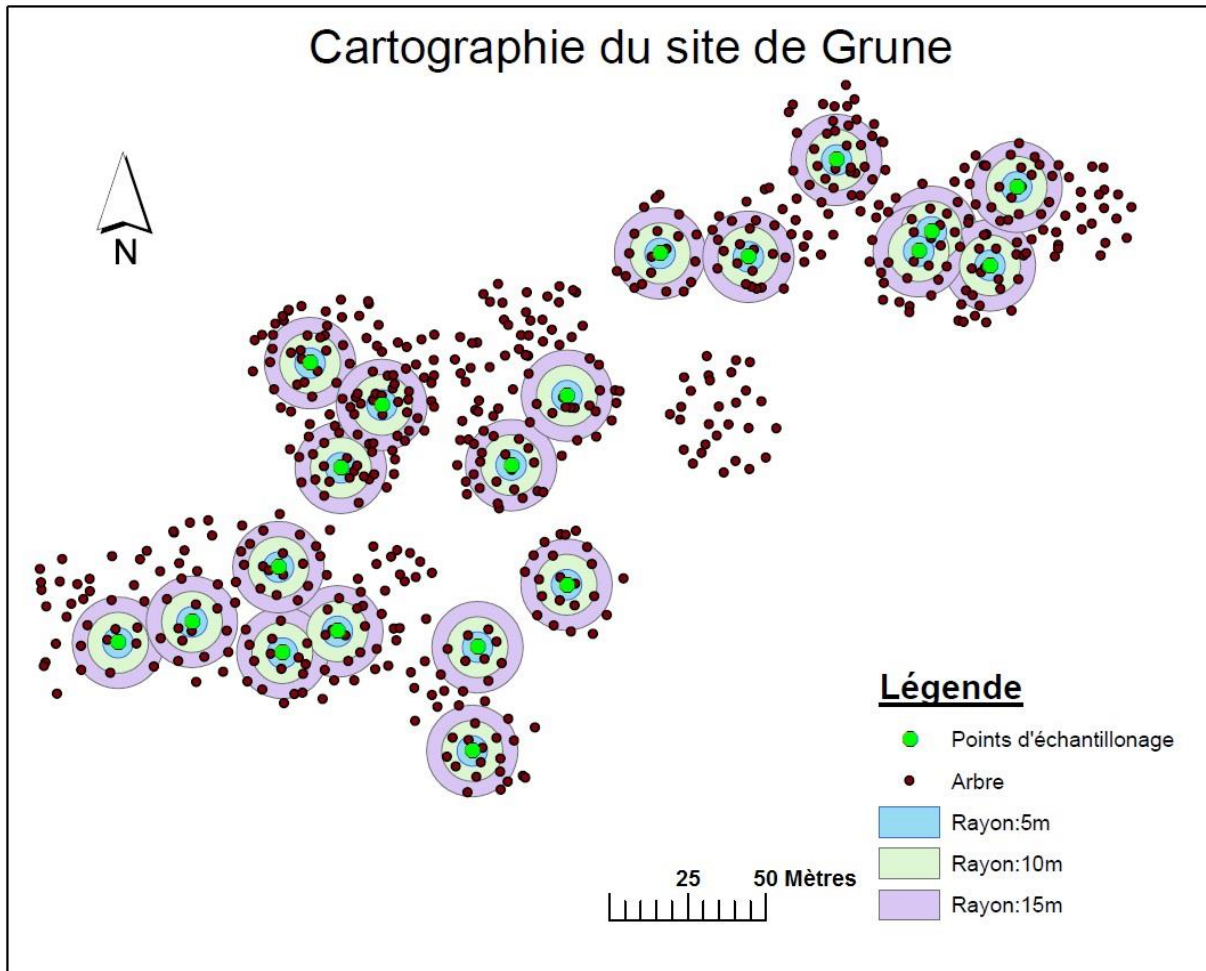 Cartographie du site de Grune
N
Légende
Points d'échantillonage
Arbre
Rayon:5m
Rayon:10m
Rayon:15m
25 50 Mètres